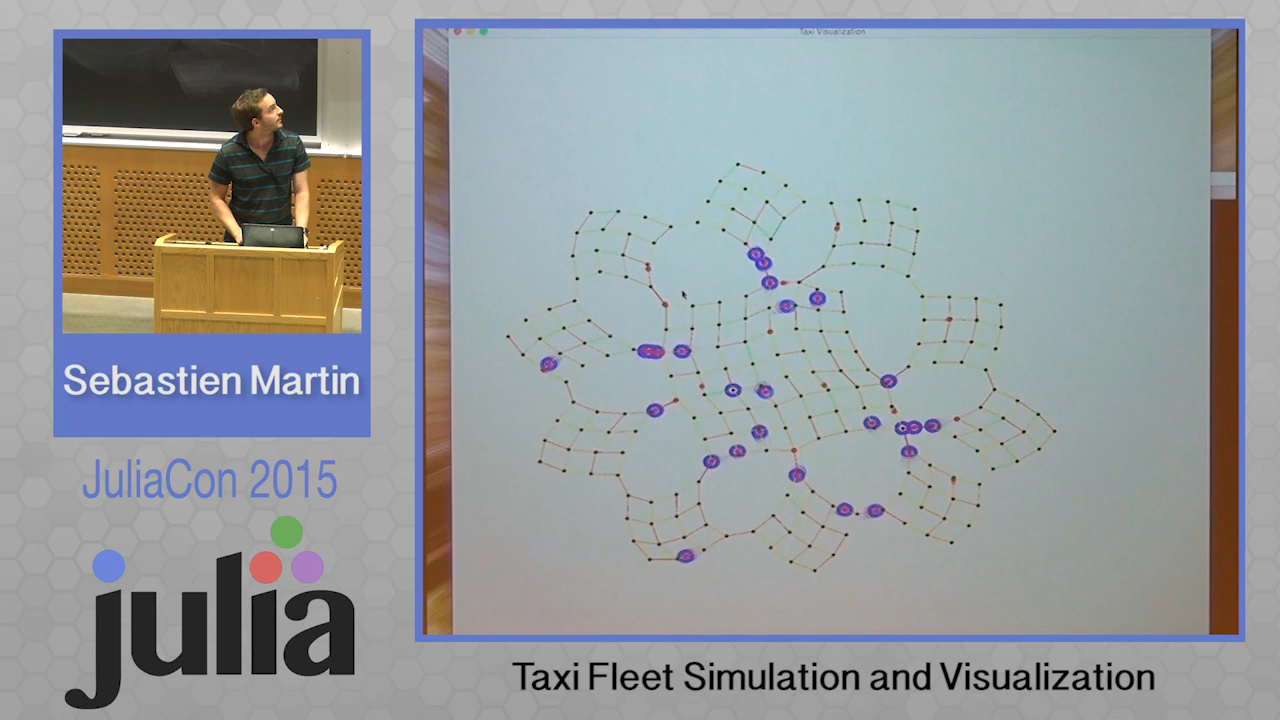 Taxi Visualization
Sebastien Martin
JuliaCon 2015
julia
Taxi Fleet Simulation and Visualization